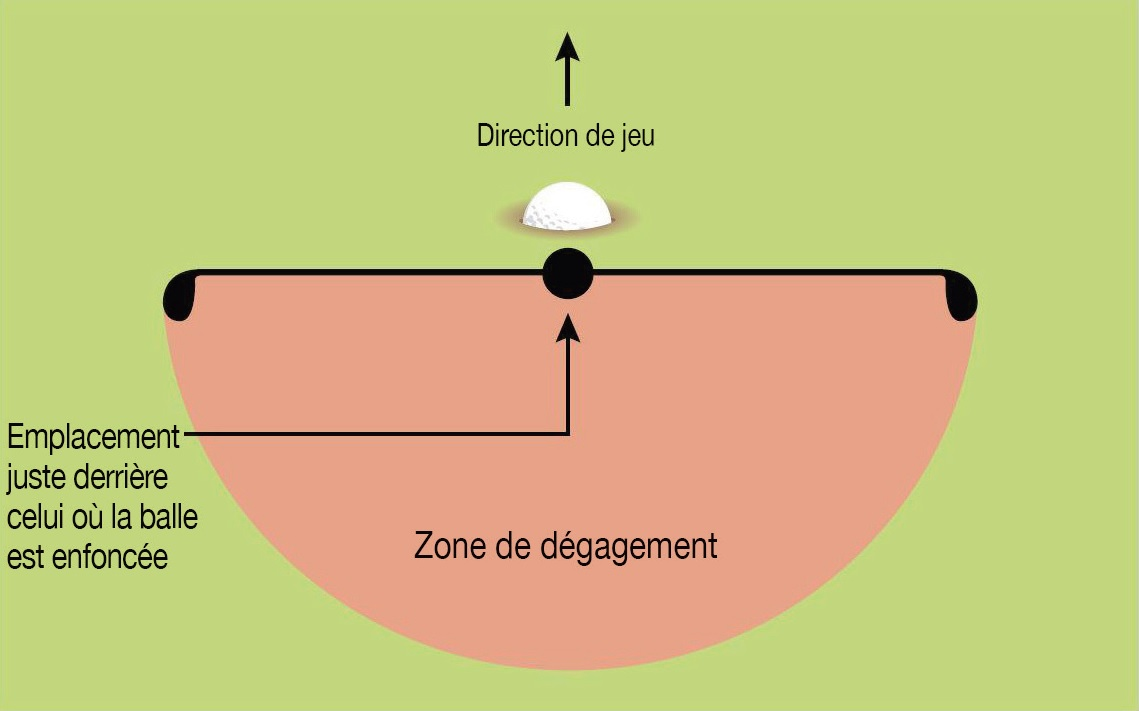 Direction de jeu
Emplacement
juste derrière
celui où la balle
est enfoncée
Zone de dégagement